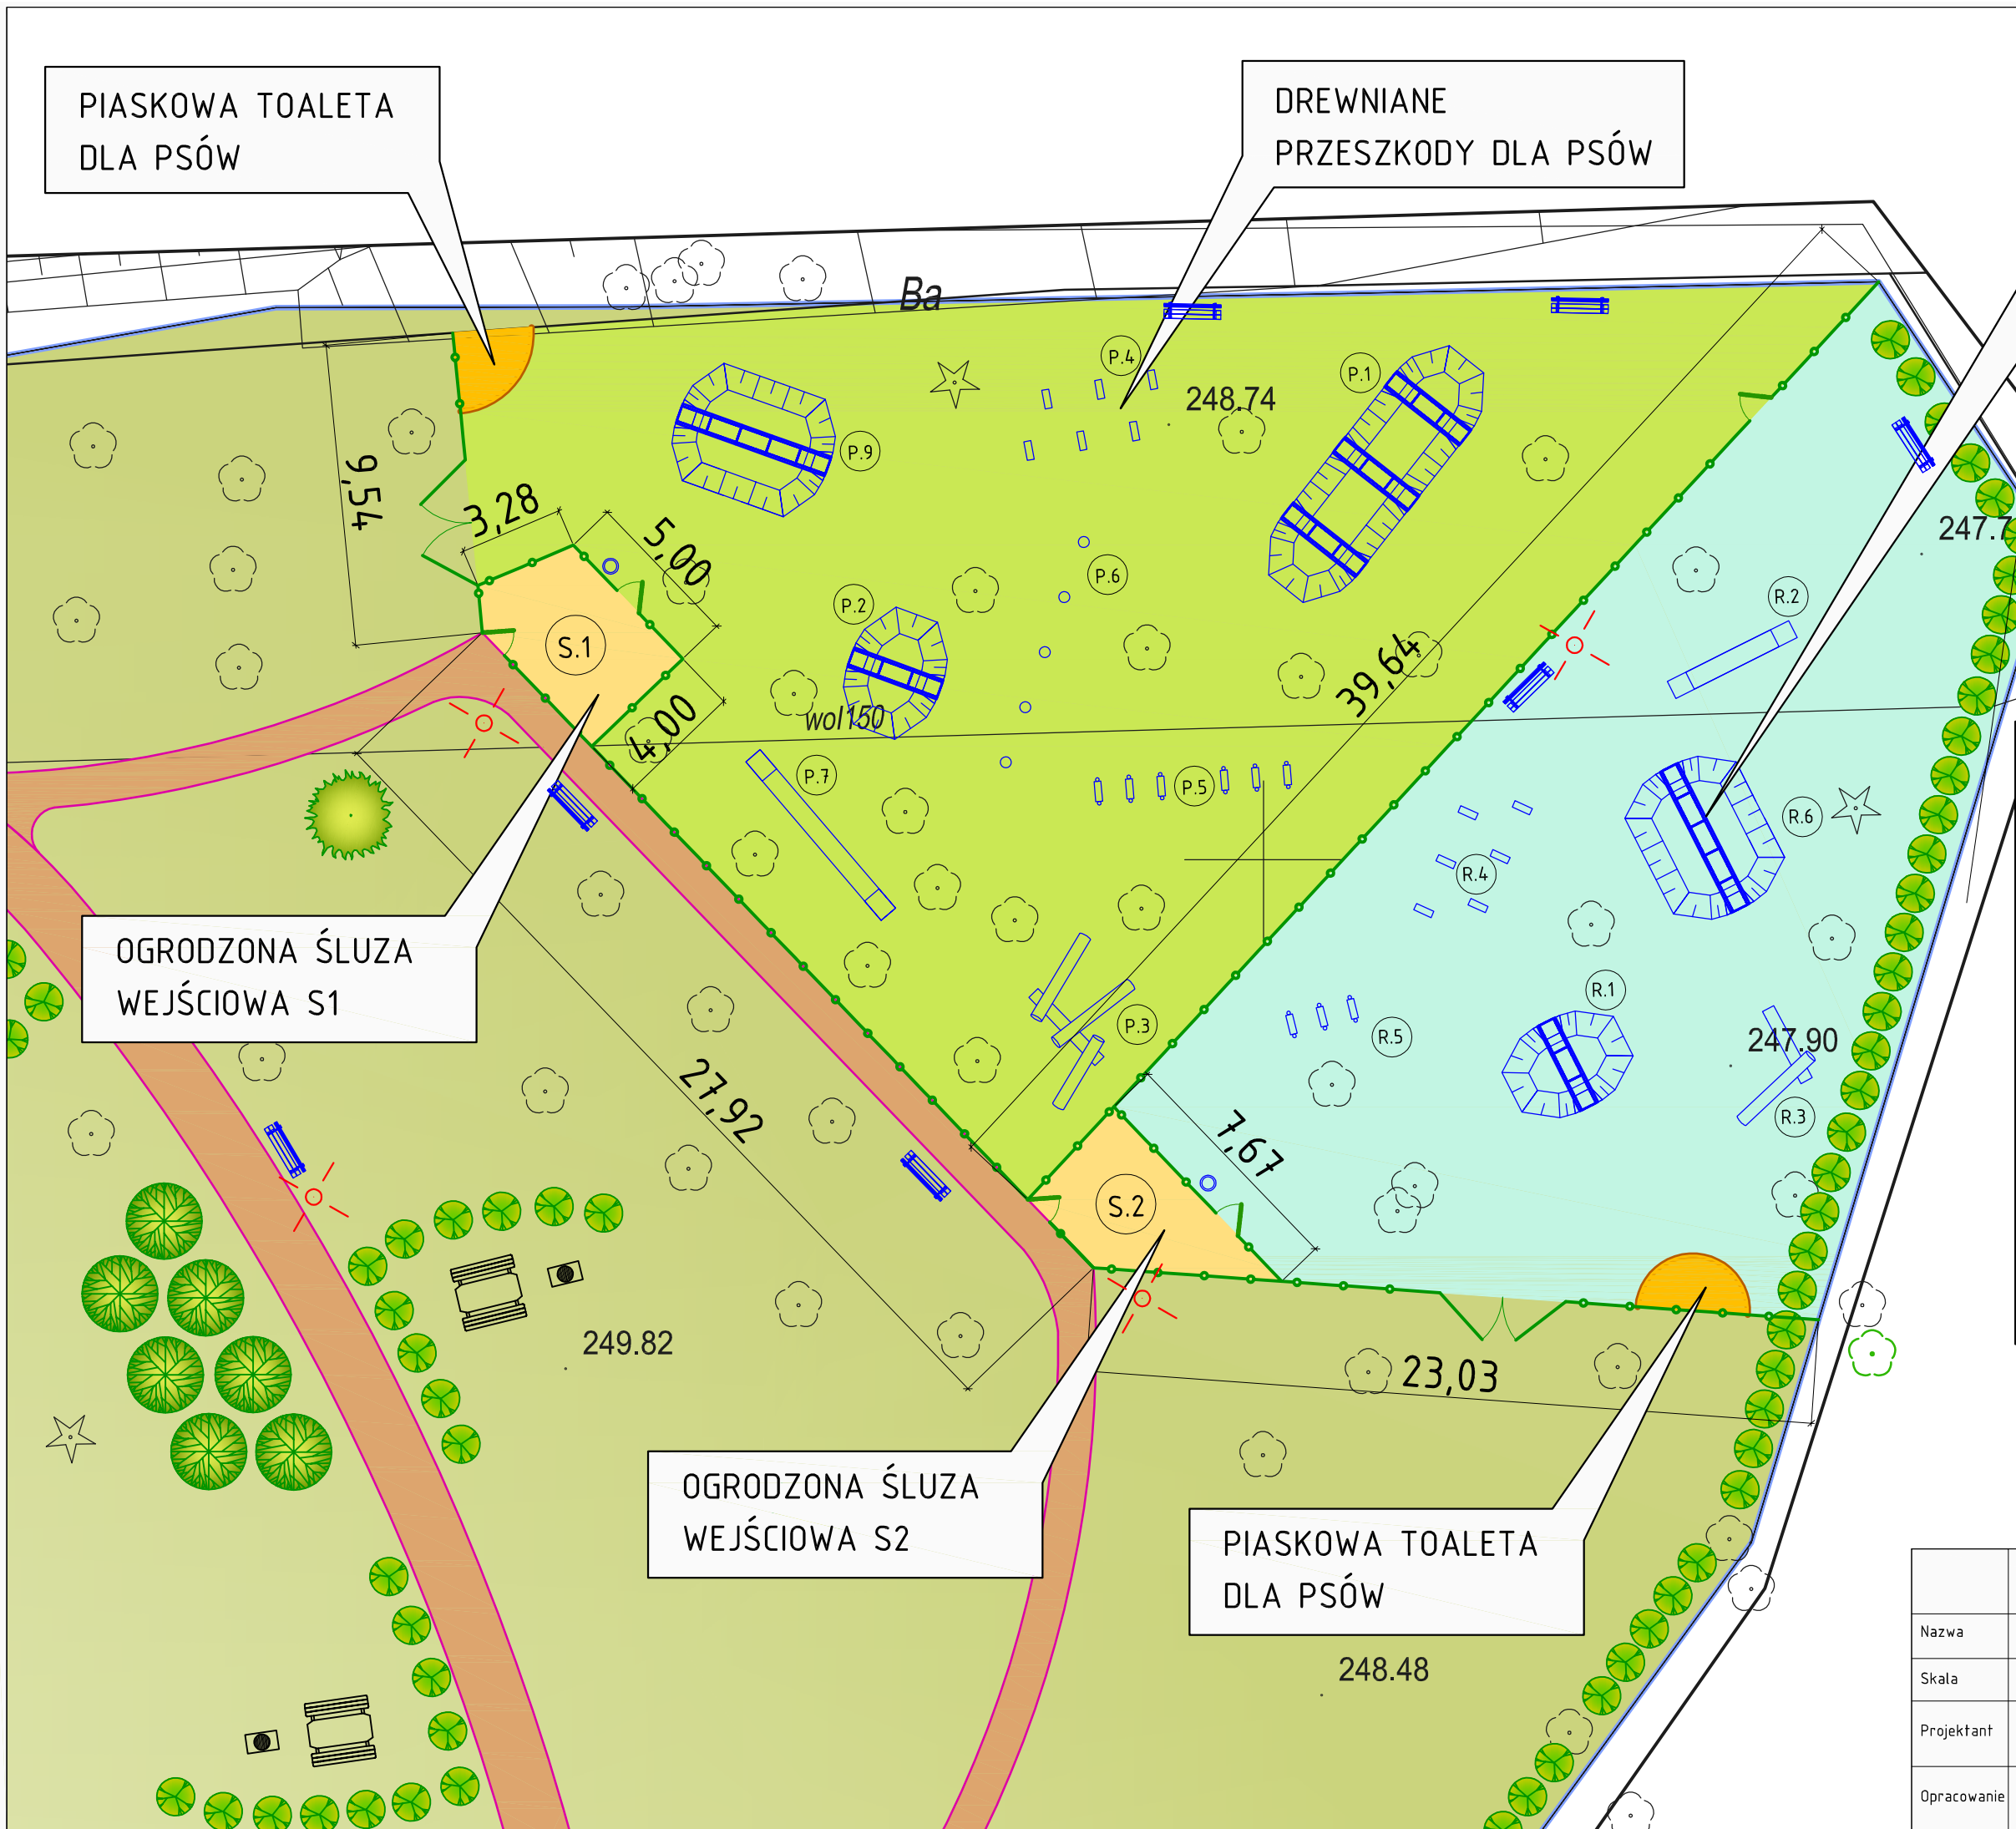 PIASKOWA TOALETA
DLA PSÓW
DREWNIANE
PRZESZKODY DLA PSÓW
Ba
P.4
248.74
P.1
P.9
9,54
3,28
5,00
247.7
P.6
P.2
R.2
S.1
39,64
4,00
wol150
P.7
P.5
R.6
R.4
OGRODZONA ŚLUZA
WEJŚCIOWA S1
R.1
P.3
R.5
247.90
27,92
7,67
R.3
S.2
249.82
23,03
OGRODZONA ŚLUZA
WEJŚCIOWA S2
PIASKOWA TOALETA
DLA PSÓW
248.48
Nazwa
Skala
Projektant
Opracowanie